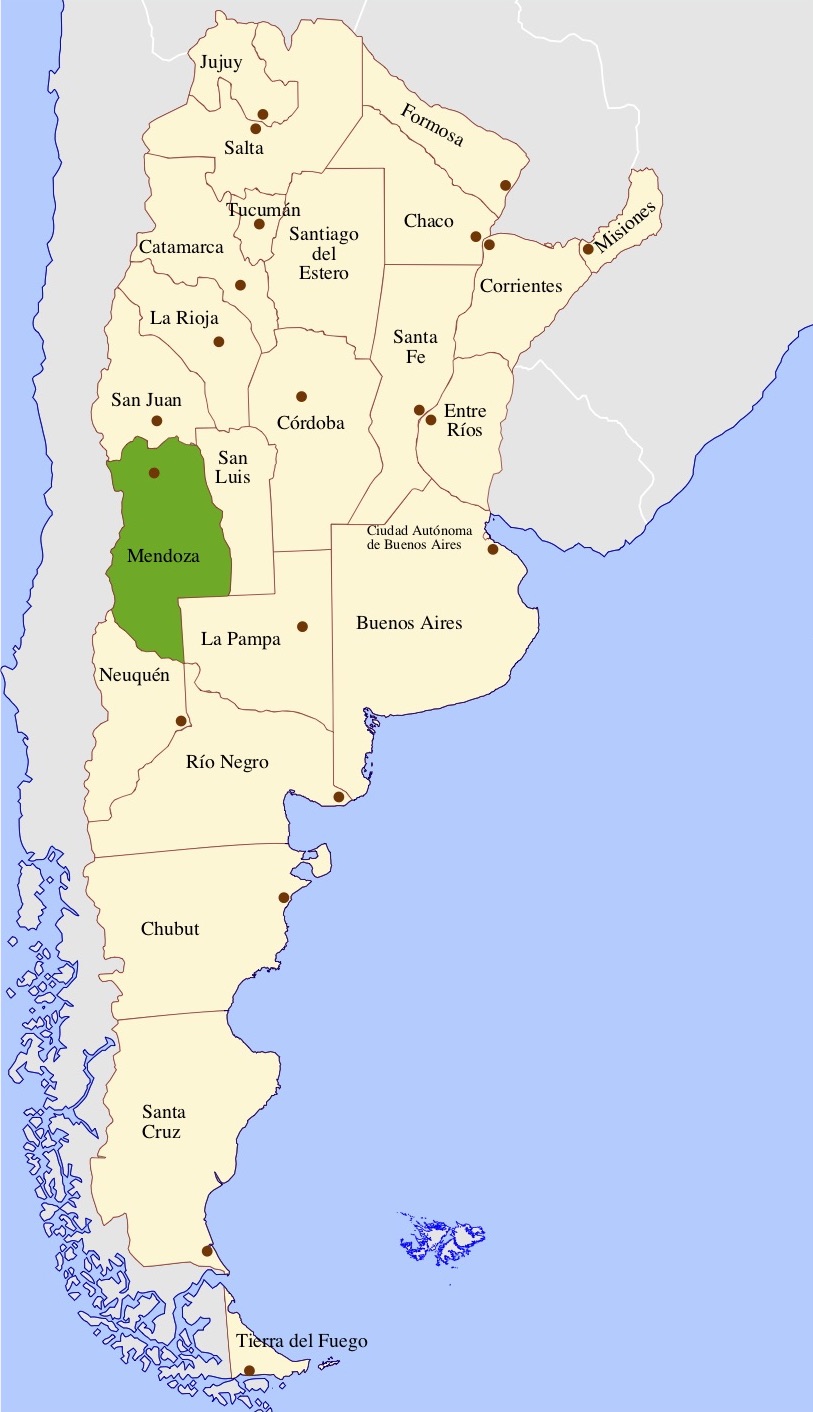 Jujuy
Formosa
Salta
Tucumán
Chaco
Misiones
Santiago
del
Estero
Catamarca
Corrientes
La Rioja
Santa
Fe
San Juan
Córdoba
Entre
Ríos
San
Luis
Ciudad Autónoma
de Buenos Aires
Mendoza
Buenos Aires
La Pampa
Neuquén
Río Negro
Chubut
Santa
Cruz
Tierra del Fuego